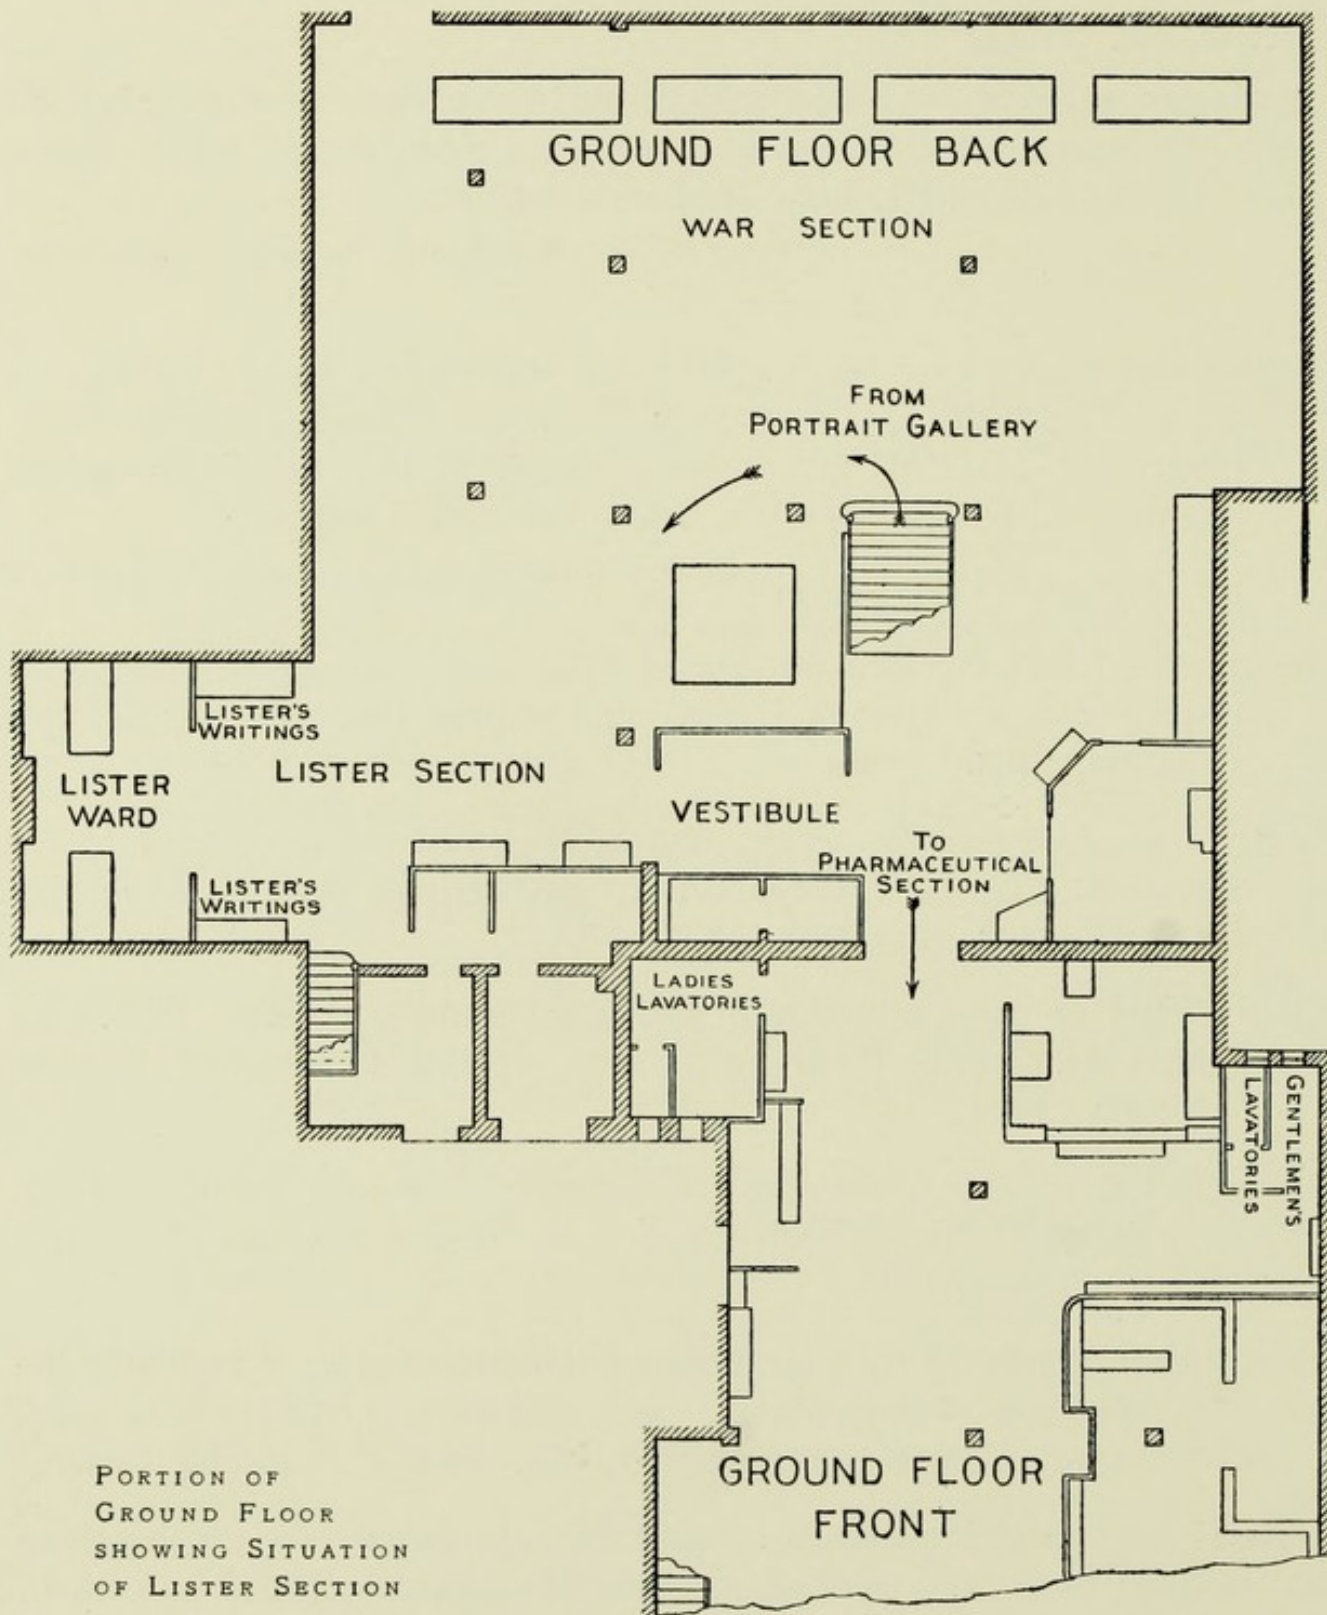 GROUND FLOOR BACK
WAR SECTION
FROM
PORTRAIT GALLERY
LISTER'S
WRITINGS
LISTER SECTION
LISTER
WARD
VESTIBULE
TO
PHARMACEUTICAL
SECTION
LISTER'S
WRITINGS
LADIES
LAVATORIES
GENTLEMEN'S
LAVATORIES
GROUND FLOOR
FRONT
PORTION OF
GROUND FLOOR
SHOWING SITUATION
OF LISTER SECTION